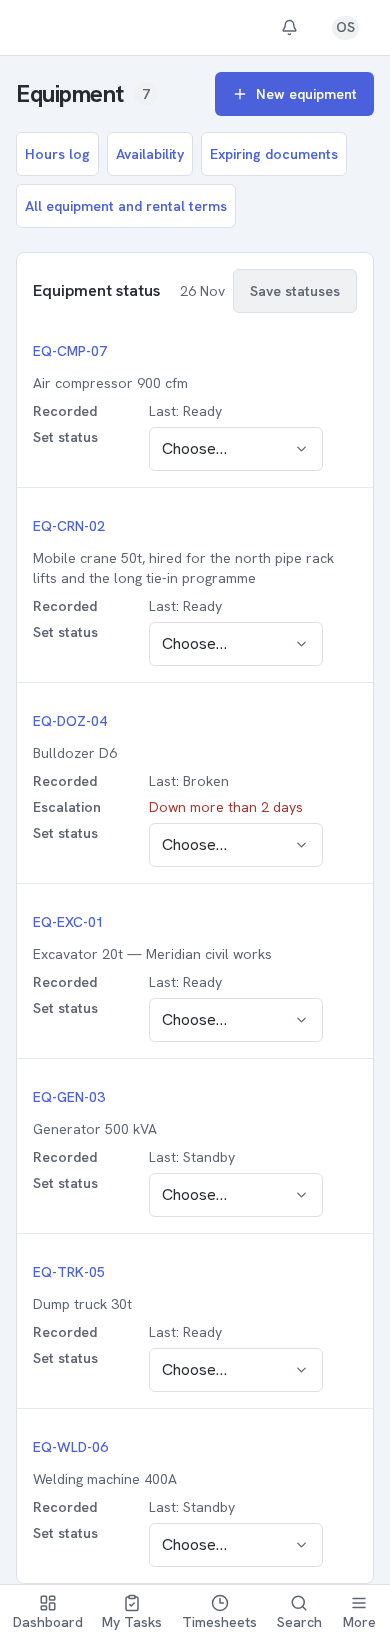 OS
Equipment 7
New equipment
Hours log
Availability
Expiring documents
All equipment and rental terms
Equipment status
26 Nov
Save statuses
EQ-CMP-07
Air compressor 900 cfm
Recorded Last: Ready
Set status Choose...
EQ-CRN-02
Mobile crane 50t, hired for the north pipe rack
lifts and the long tie-in programme
Recorded Last: Ready
Set status Choose...
EQ-DOZ-04
Bulldozer D6
Recorded Last: Broken
Escalation Down more than 2 days
Set status Choose...
EQ-EXC-01
Excavator 20t — Meridian civil works
Recorded Last: Ready
Set status Choose...
EQ-GEN-03
Generator 500 kVA
Recorded Last: Standby
Set status Choose...
EQ-TRK-05
Dump truck 30t
Recorded Last: Ready
Set status Choose...
EQ-WLD-06
Welding machine 400A
Recorded Last: Standby
Set status Choose...
Dashboard
My Tasks
Timesheets
Search
More